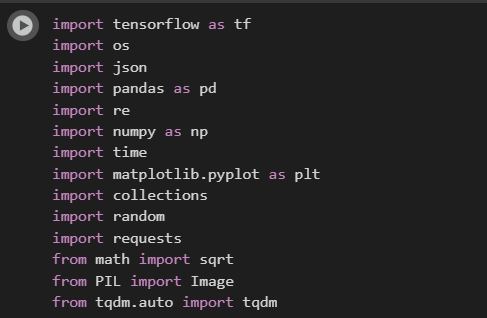 import tensorflow as tf
import os
import json
import pandas as pd
import re
import numpy as np
import time
import matplotlib.pyplot as plt
import collections
import random
import requests
from math import sqrt
from PIL import Image
from tqdm.auto import tqdm